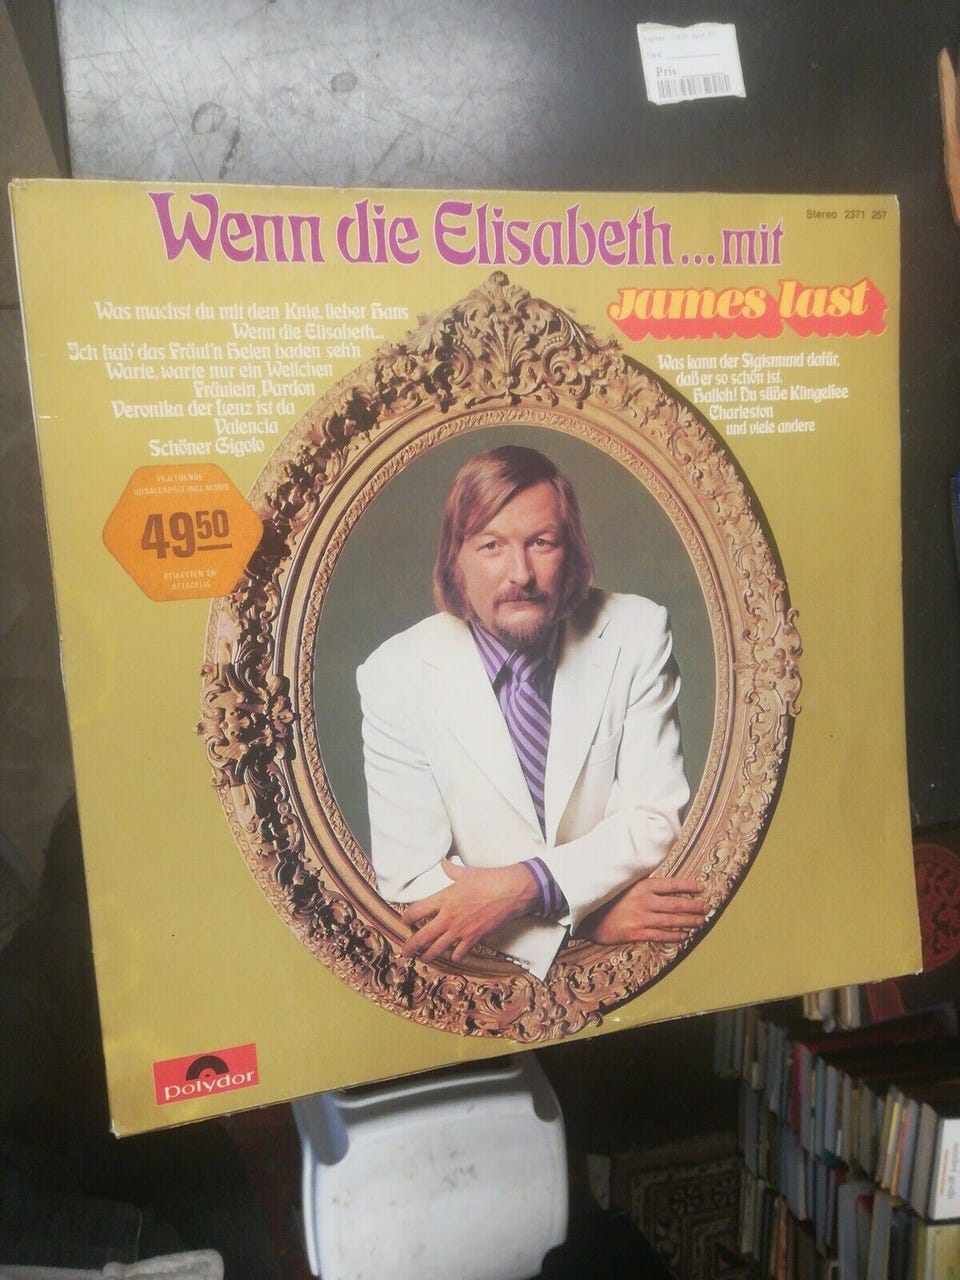 Priv
Wenn die Elisabeth...mit
Stereo 2371 257
james last
Was machst du mit dem Knie, lieber Hans
Wenn die Elisabeth...
Ich hab' das Fräul'n Helen baden seh'n
Warte, warte nur ein Weilchen
Fräulein, Pardon
Veronika der Lenz ist da
Valencia
Schöner Gigolo
Was kann der Sigismund dafür,
daß er so schön ist.
Halloh! Du süße Klingelfee
Charleston
und viele andere
VEJLEDENDE
UDSALGSPRIS INCL MOMS
49 50
ETIKETTEN ER
AFTAGELIG
polydor